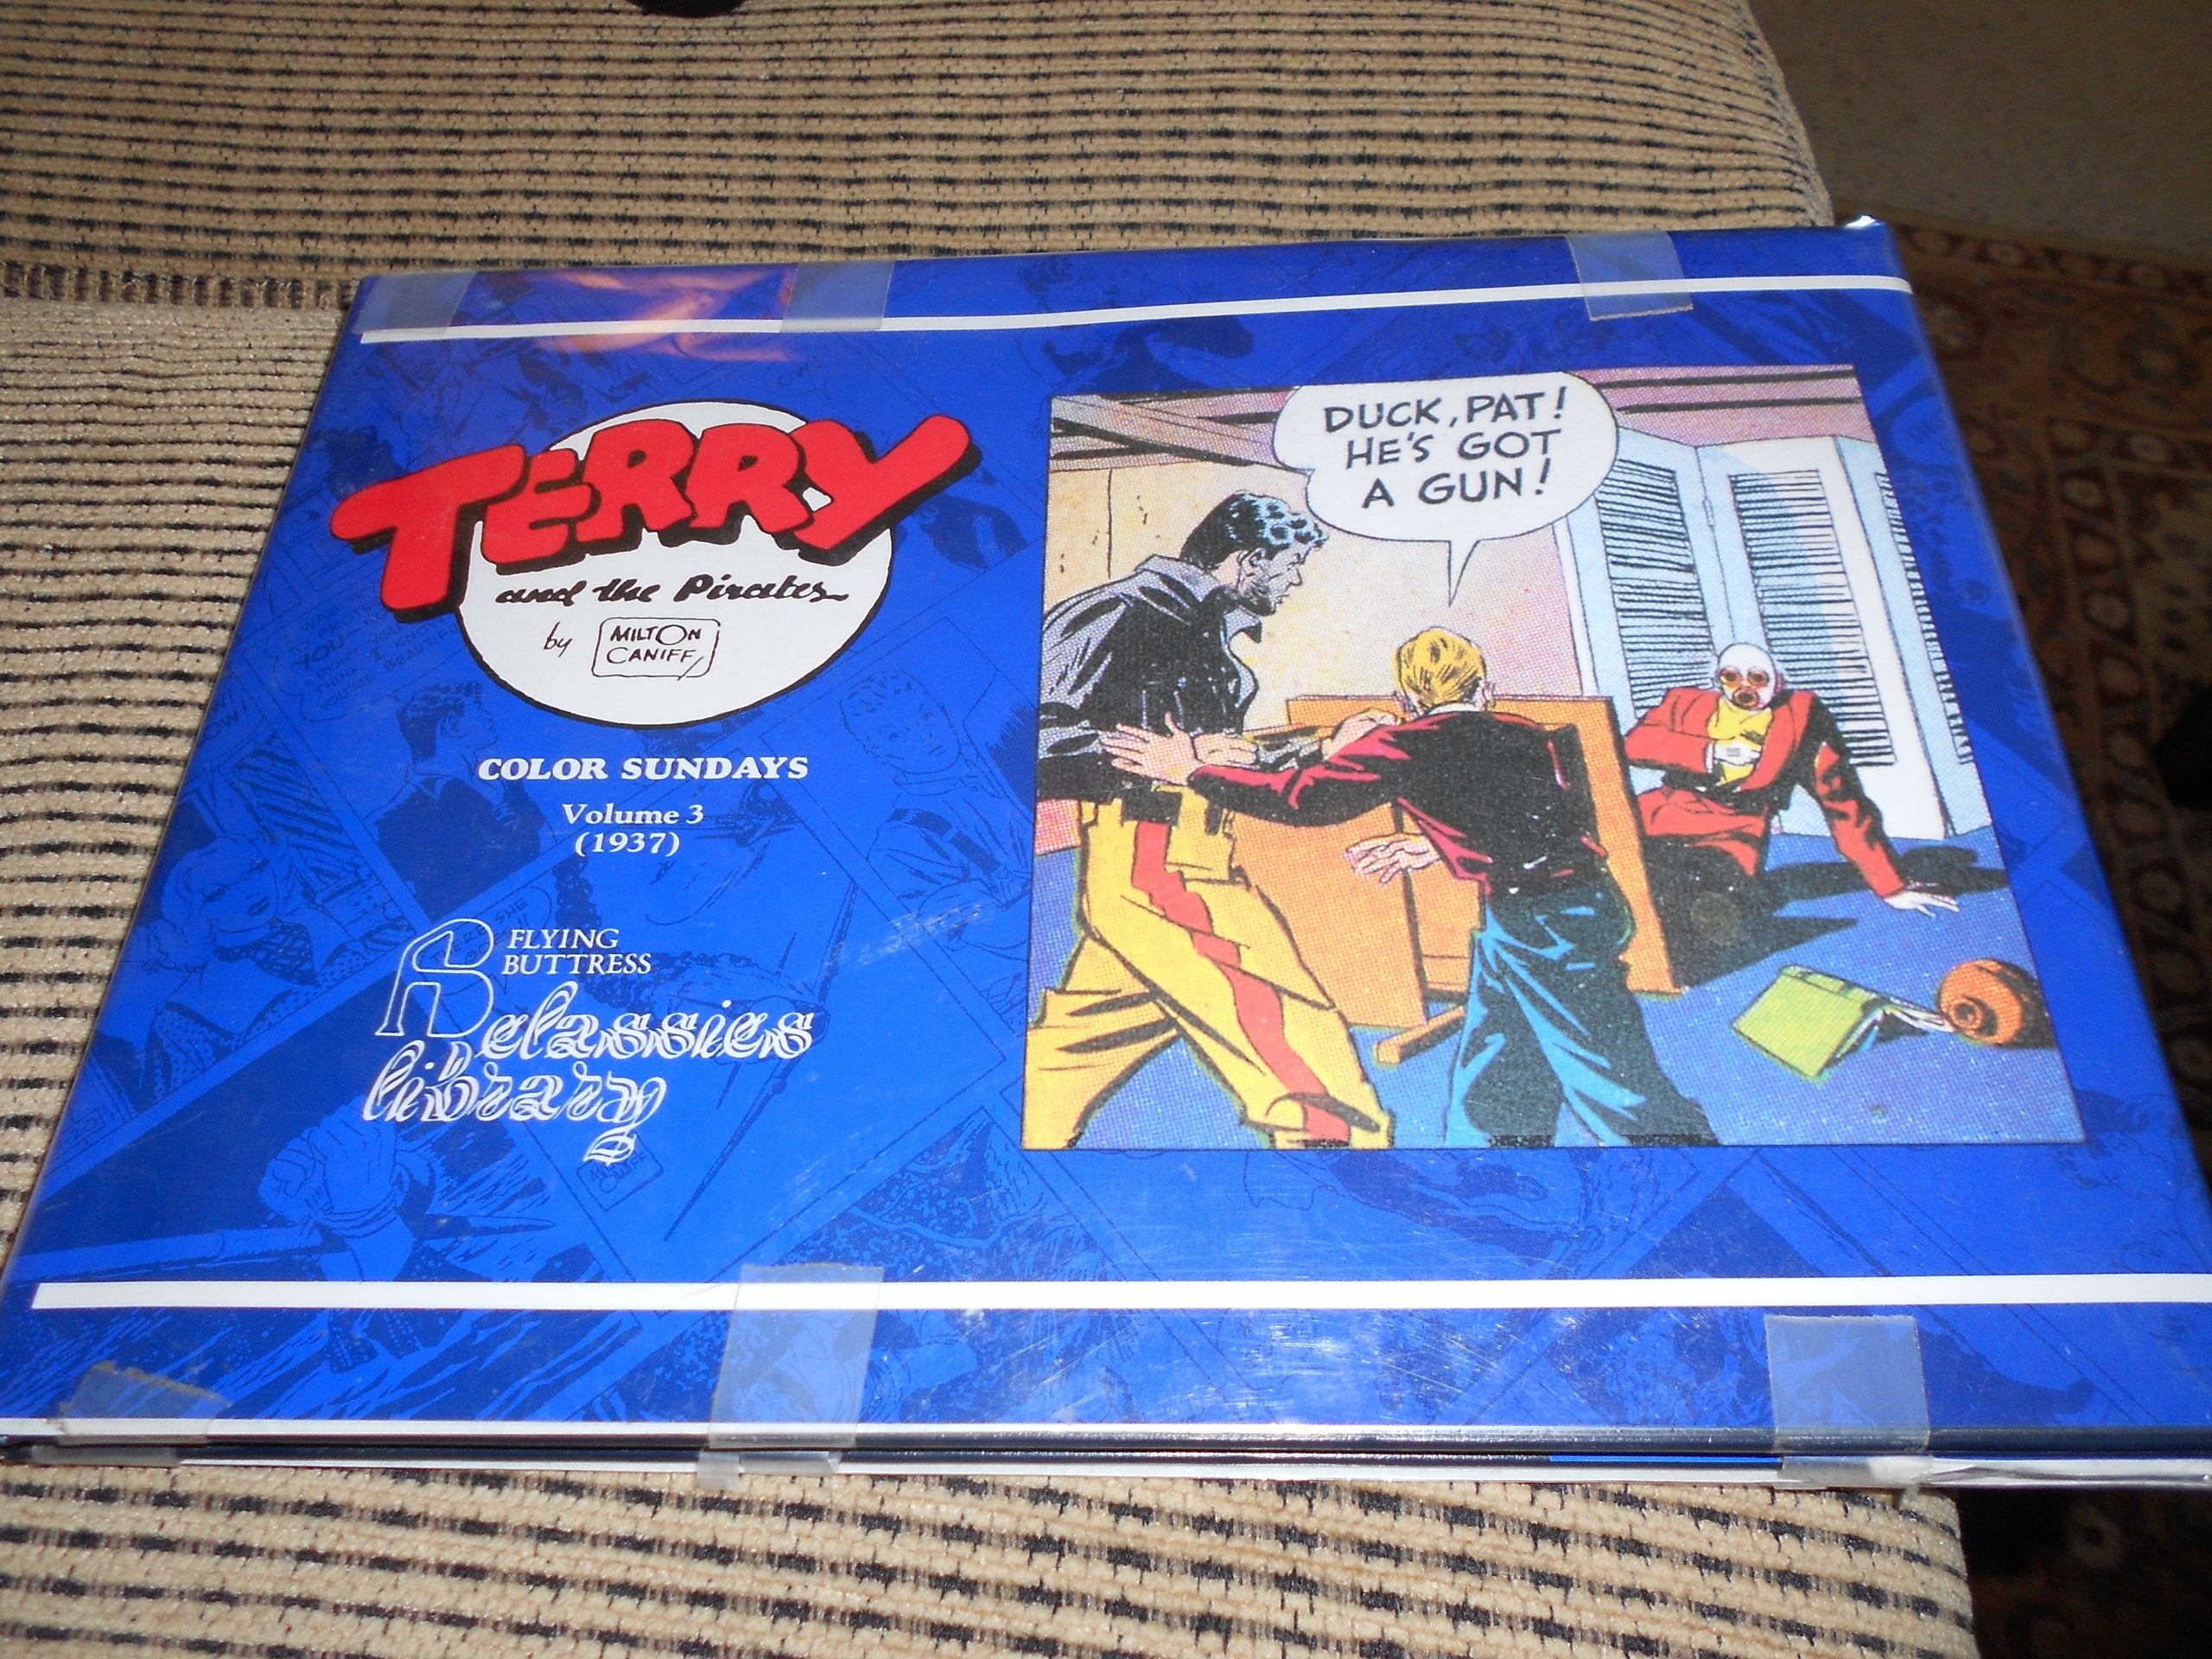 TERRY
and the Pirates
by MILTON
CANIFF
COLOR SUNDAYS
Volume 3
(1937)
FLYING
BUTTRESS
classics
library
DUCK, PAT!
HE'S GOT
A GUN!